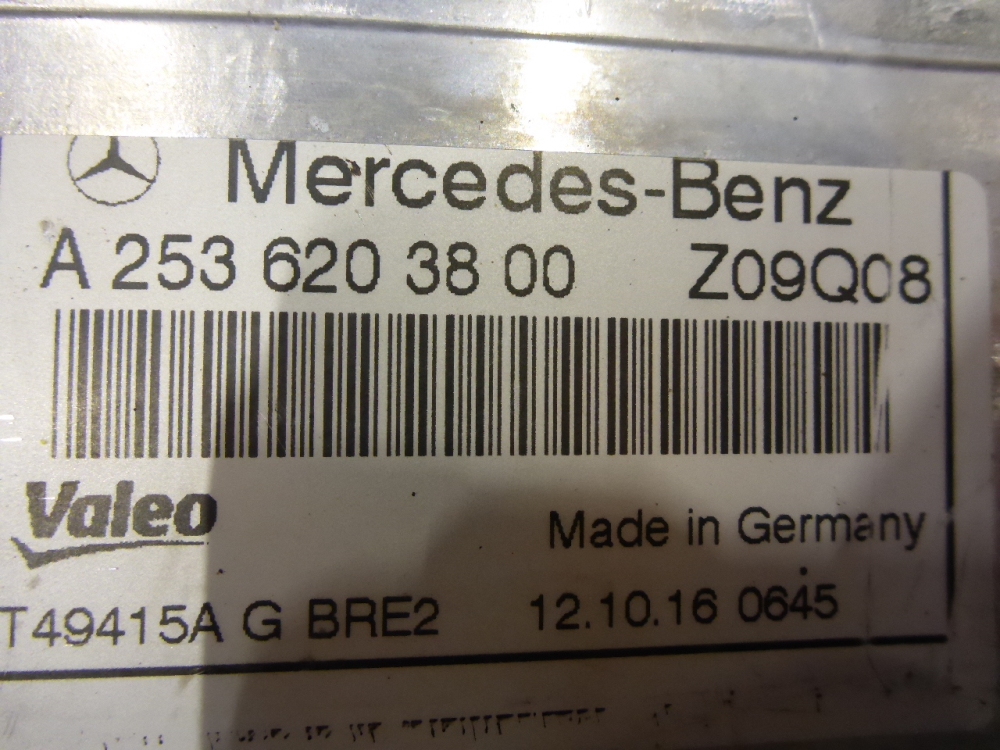 Mercedes-Benz
A 253 620 38 00 Z09Q08
Valeo
Made in Germany
T49415A G BRE2 12.10.16 0645